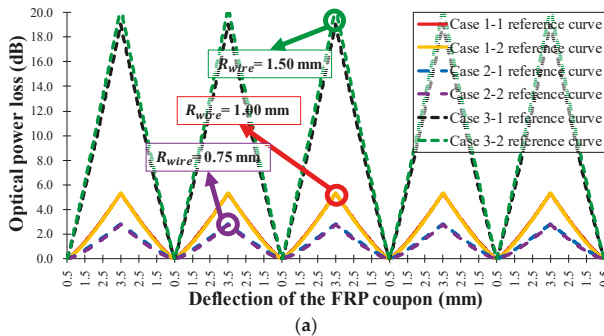 Optical power loss (dB)
20.0
18.0
16.0
14.0
12.0
10.0
8.0
6.0
4.0
2.0
0.0
R_wire = 1.50 mm
R_wire = 1.00 mm
R_wire = 0.75 mm
Case 1-1 reference curve
Case 1-2 reference curve
Case 2-1 reference curve
Case 2-2 reference curve
Case 3-1 reference curve
Case 3-2 reference curve
0.5 1.5 2.5 3.5 2.5 1.5 0.5 1.5 2.5 3.5 2.5 1.5 0.5 1.5 2.5 3.5 2.5 1.5 0.5 1.5 2.5 3.5 2.5 1.5 0.5 1.5 2.5 3.5 2.5 1.5 0.5
Deflection of the FRP coupon (mm)
(a)